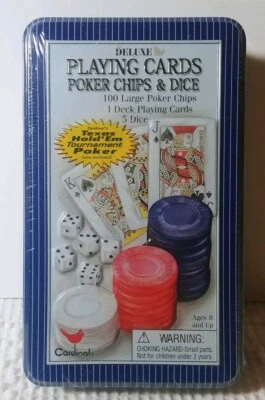 DELUXE
PLAYING CARDS
POKER CHIPS & DICE
100 Large Poker Chips
1 Deck Playing Cards
5 Dice
Cardinal's
Texas
Hold'Em
Tournament
Poker
K
K
J
Ages 8
and Up
WARNING:
CHOKING HAZARD-Small parts.
Not for children under 3 years.
Cardinal